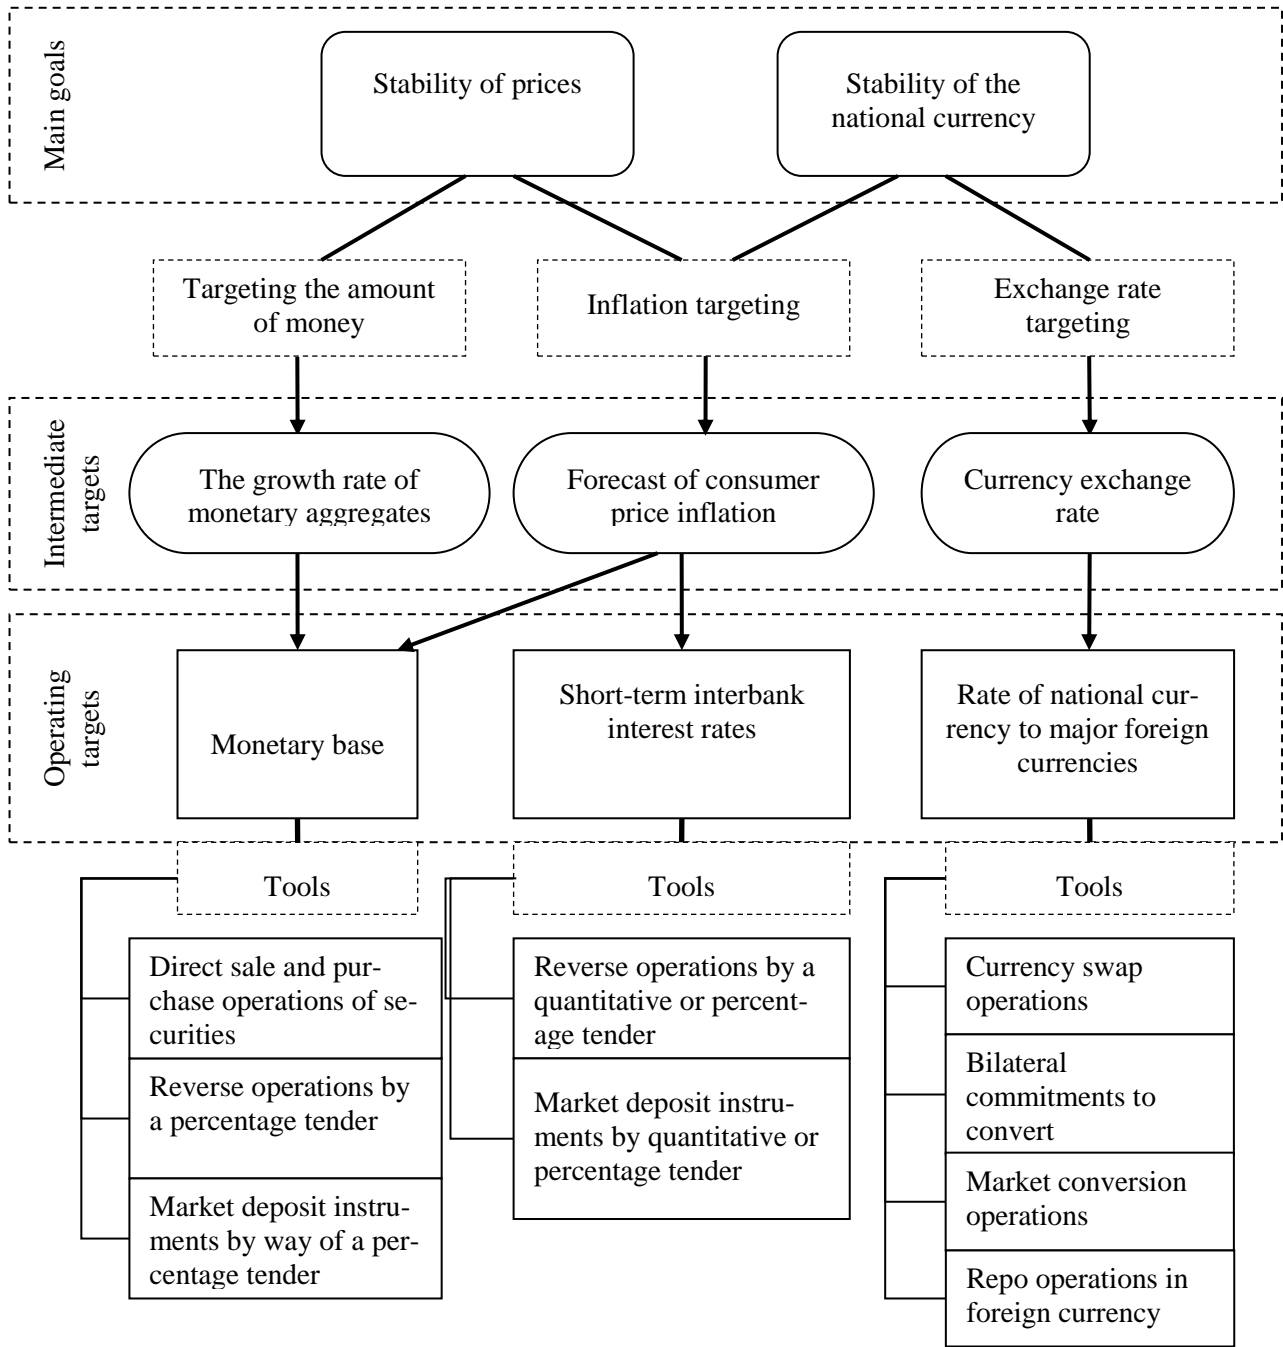 Main goals
Stability of prices
Stability of the
national currency
Targeting the amount
of money
Inflation targeting
Exchange rate
targeting
Intermediate
targets
The growth rate of
monetary aggregates
Forecast of consumer
price inflation
Currency exchange
rate
Operating
targets
Monetary base
Short-term interbank
interest rates
Rate of national cur-
rency to major foreign
currencies
Tools
Tools
Tools
Direct sale and pur-
chase operations of se-
curities
Reverse operations by
a percentage tender
Market deposit instru-
ments by way of a per-
centage tender
Reverse operations by a
quantitative or percent-
age tender
Market deposit instru-
ments by quantitative or
percentage tender
Currency swap
operations
Bilateral
commitments to
convert
Market conversion
operations
Repo operations in
foreign currency